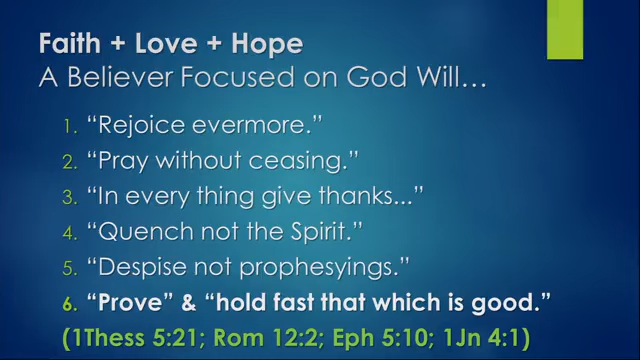 Faith + Love + Hope
A Believer Focused on God Will...
1. “Rejoice evermore.”
2. “Pray without ceasing.”
3. “In every thing give thanks...”
4. “Quench not the Spirit.”
5. “Despise not prophesyings.”
6. “Prove” & “hold fast that which is good.”
(1Thess 5:21; Rom 12:2; Eph 5:10; 1Jn 4:1)